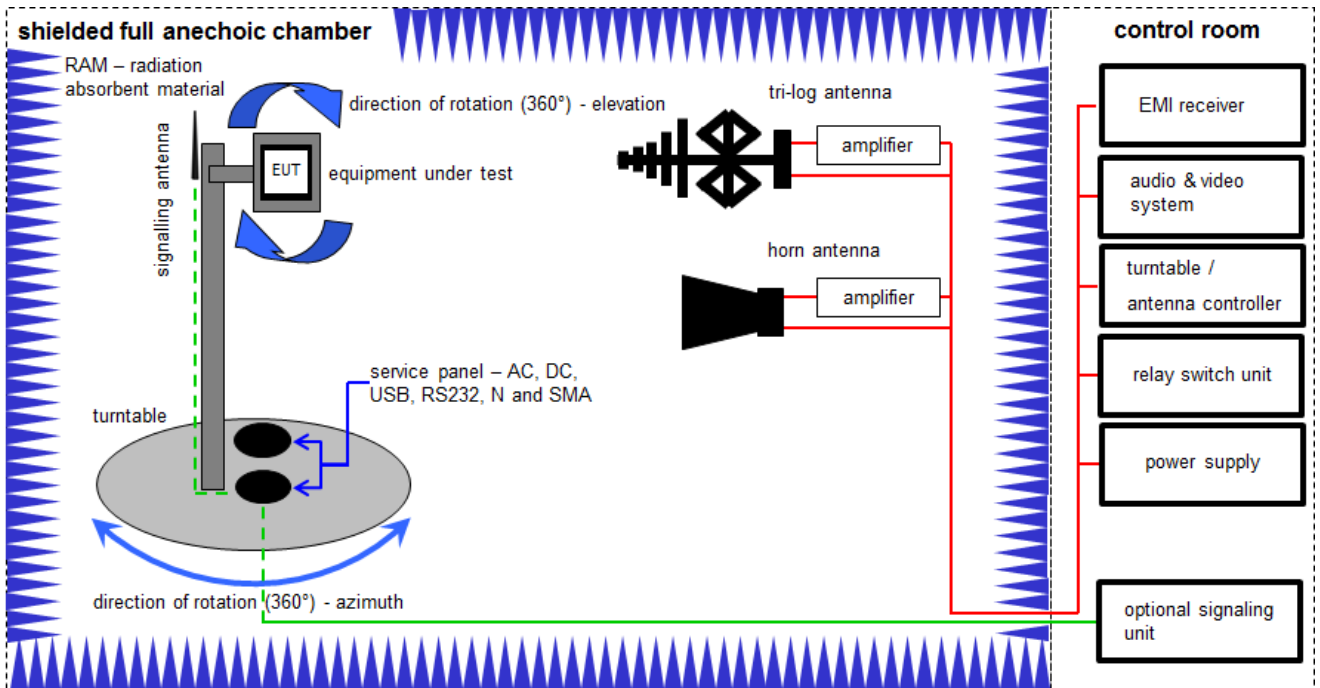 shielded full anechoic chamber
control room
RAM – radiation
absorbent material
direction of rotation (360°) - elevation
signalling antenna
EUT
equipment under test
tri-log antenna
amplifier
horn antenna
amplifier
service panel – AC, DC,
USB, RS232, N and SMA
turntable
direction of rotation (360°) - azimuth
EMI receiver
audio & video
system
turntable /
antenna controller
relay switch unit
power supply
optional signaling
unit